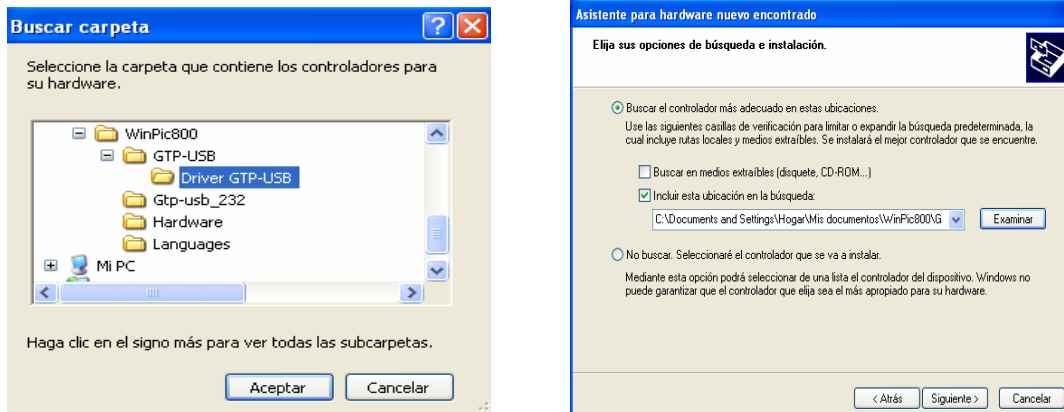 Buscar carpeta
Seleccione la carpeta que contiene los controladores para
su hardware.
WinPic800
GTP-USB
Driver GTP-USB
Gtp-usb_232
Hardware
Languages
Mi PC
Haga clic en el signo más para ver todas las subcarpetas.
Aceptar
Cancelar
Asistente para hardware nuevo encontrado
Elija sus opciones de búsqueda e instalación.
Buscar el controlador más adecuado en estas ubicaciones.
Use las siguientes casillas de verificación para limitar o expandir la búsqueda predeterminada, la
cual incluye rutas locales y medios extraíbles. Se instalará el mejor controlador que se encuentre.
Buscar en medios extraíbles (disquete, CD-ROM...)
Incluir esta ubicación en la búsqueda:
C:\Documents and Settings\Hogar\Mis documentos\WinPic800\G
Examinar
No buscar. Seleccionaré el controlador que se va a instalar.
Mediante esta opción podrá seleccionar de una lista el controlador del dispositivo. Windows no
puede garantizar que el controlador que elija sea el más apropiado para su hardware.
< Atrás
Siguiente >
Cancelar